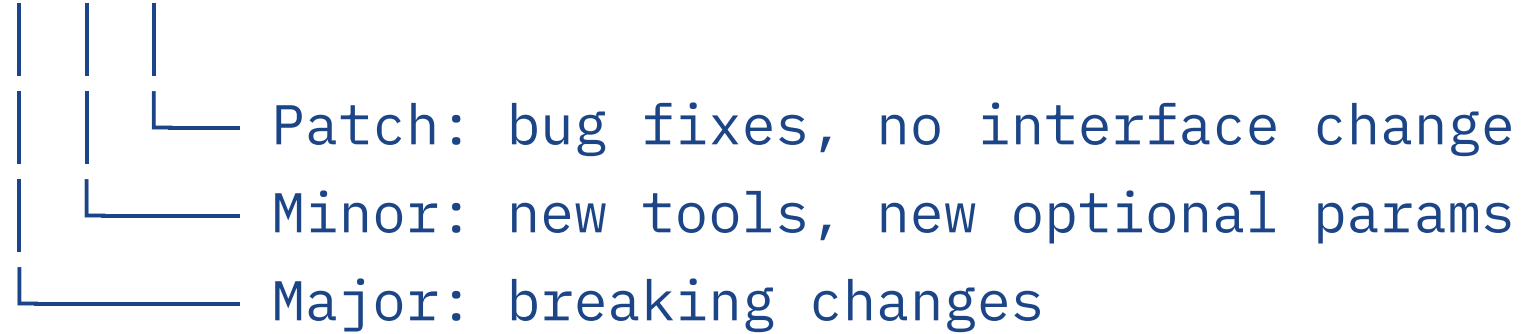 Patch: bug fixes, no interface change
Minor: new tools, new optional params
Major: breaking changes